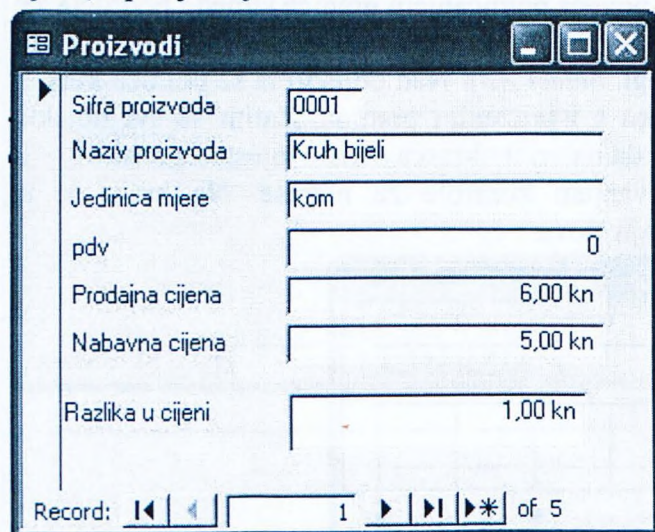 Proizvodi
Sifra proizvoda 0001
Naziv proizvoda Kruh bijeli
Jedinica mjere kom
pdv 0
Prodajna cijena 6,00 kn
Nabavna cijena 5,00 kn
Razlika u cijeni 1,00 kn
Record: 1 of 5